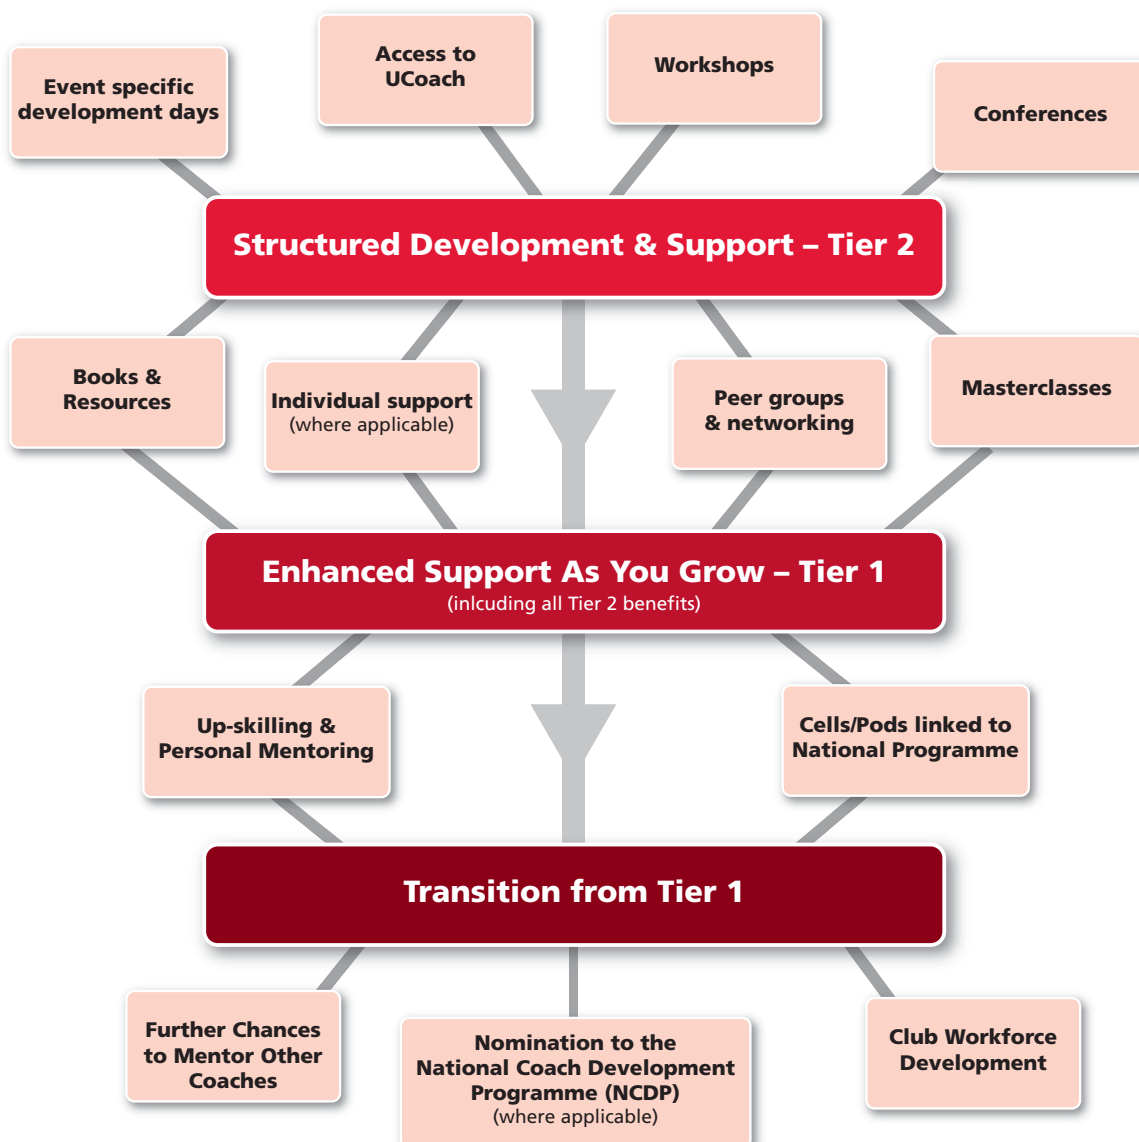 Event specific
development days
Access to
UCoach
Workshops
Conferences
Structured Development & Support – Tier 2
Books &
Resources
Individual support
(where applicable)
Peer groups
& networking
Masterclasses
Enhanced Support As You Grow – Tier 1
(inlcuding all Tier 2 benefits)
Up-skilling &
Personal Mentoring
Cells/Pods linked to
National Programme
Transition from Tier 1
Further Chances
to Mentor Other
Coaches
Nomination to the
National Coach Development
Programme (NCDP)
(where applicable)
Club Workforce
Development